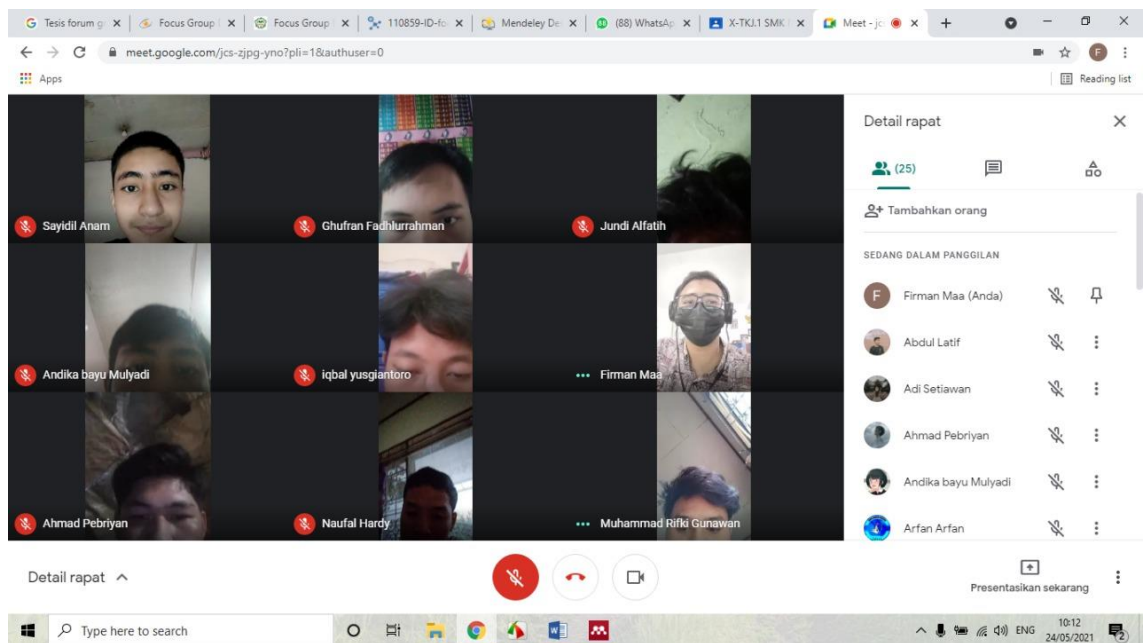 Tesis forum g
Focus Group
Focus Group
110859-ID-fo
Mendeley De
(88) WhatsAp
X-TKJ.1 SMK
Meet - jc
meet.google.com/jcs-zjpg-yno?pli=1&authuser=0
Apps
Reading list
Sayidil Anam
Ghufran Fadhlurrahman
Jundi Alfatih
Andika bayu Mulyadi
iqbal yusgiantoro
Firman Maa
Ahmad Pebriyan
Naufal Hardy
Muhammad Rifki Gunawan
Detail rapat
(25)
Tambahkan orang
SEDANG DALAM PANGGILAN
F Firman Maa (Anda)
Abdul Latif
Adi Setiawan
Ahmad Pebriyan
Andika bayu Mulyadi
Arfan Arfan
Detail rapat
Presentasikan sekarang
Type here to search
ENG
10:12
24/05/2021